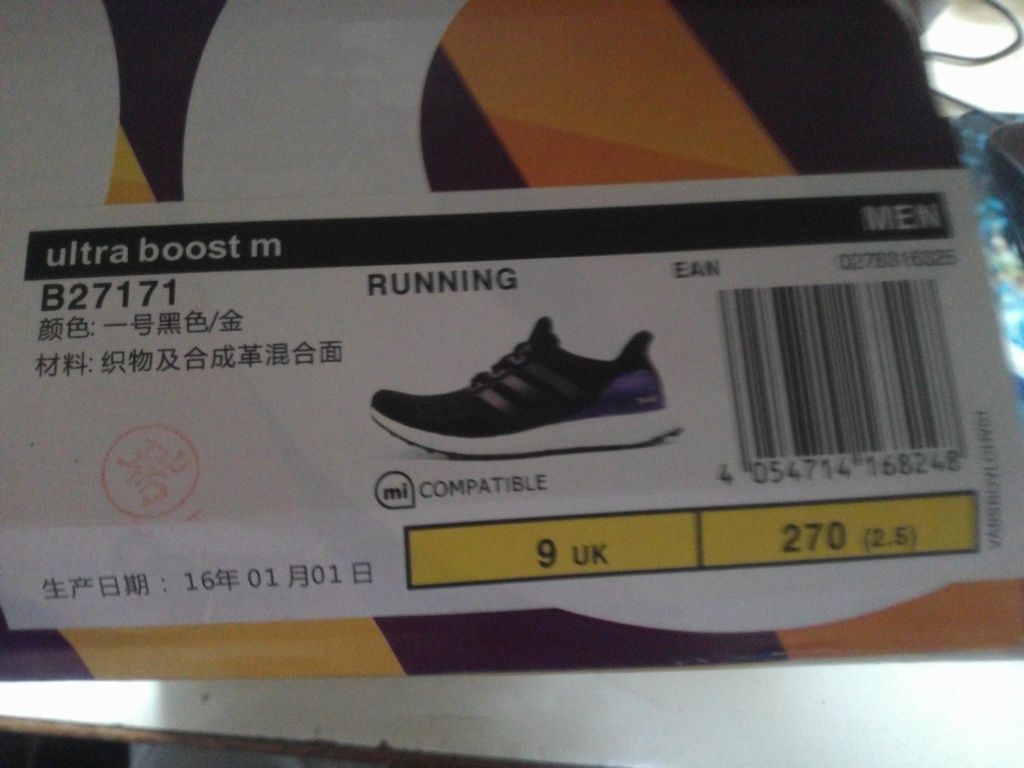 ultra boost m
MEN
B27171
RUNNING
EAN
颜色: 一号黑色/金
材料: 织物及合成革混合面
4 054714 168248
mi COMPATIBLE
9 UK
270 (2.5)
生产日期： 16年 01月01日